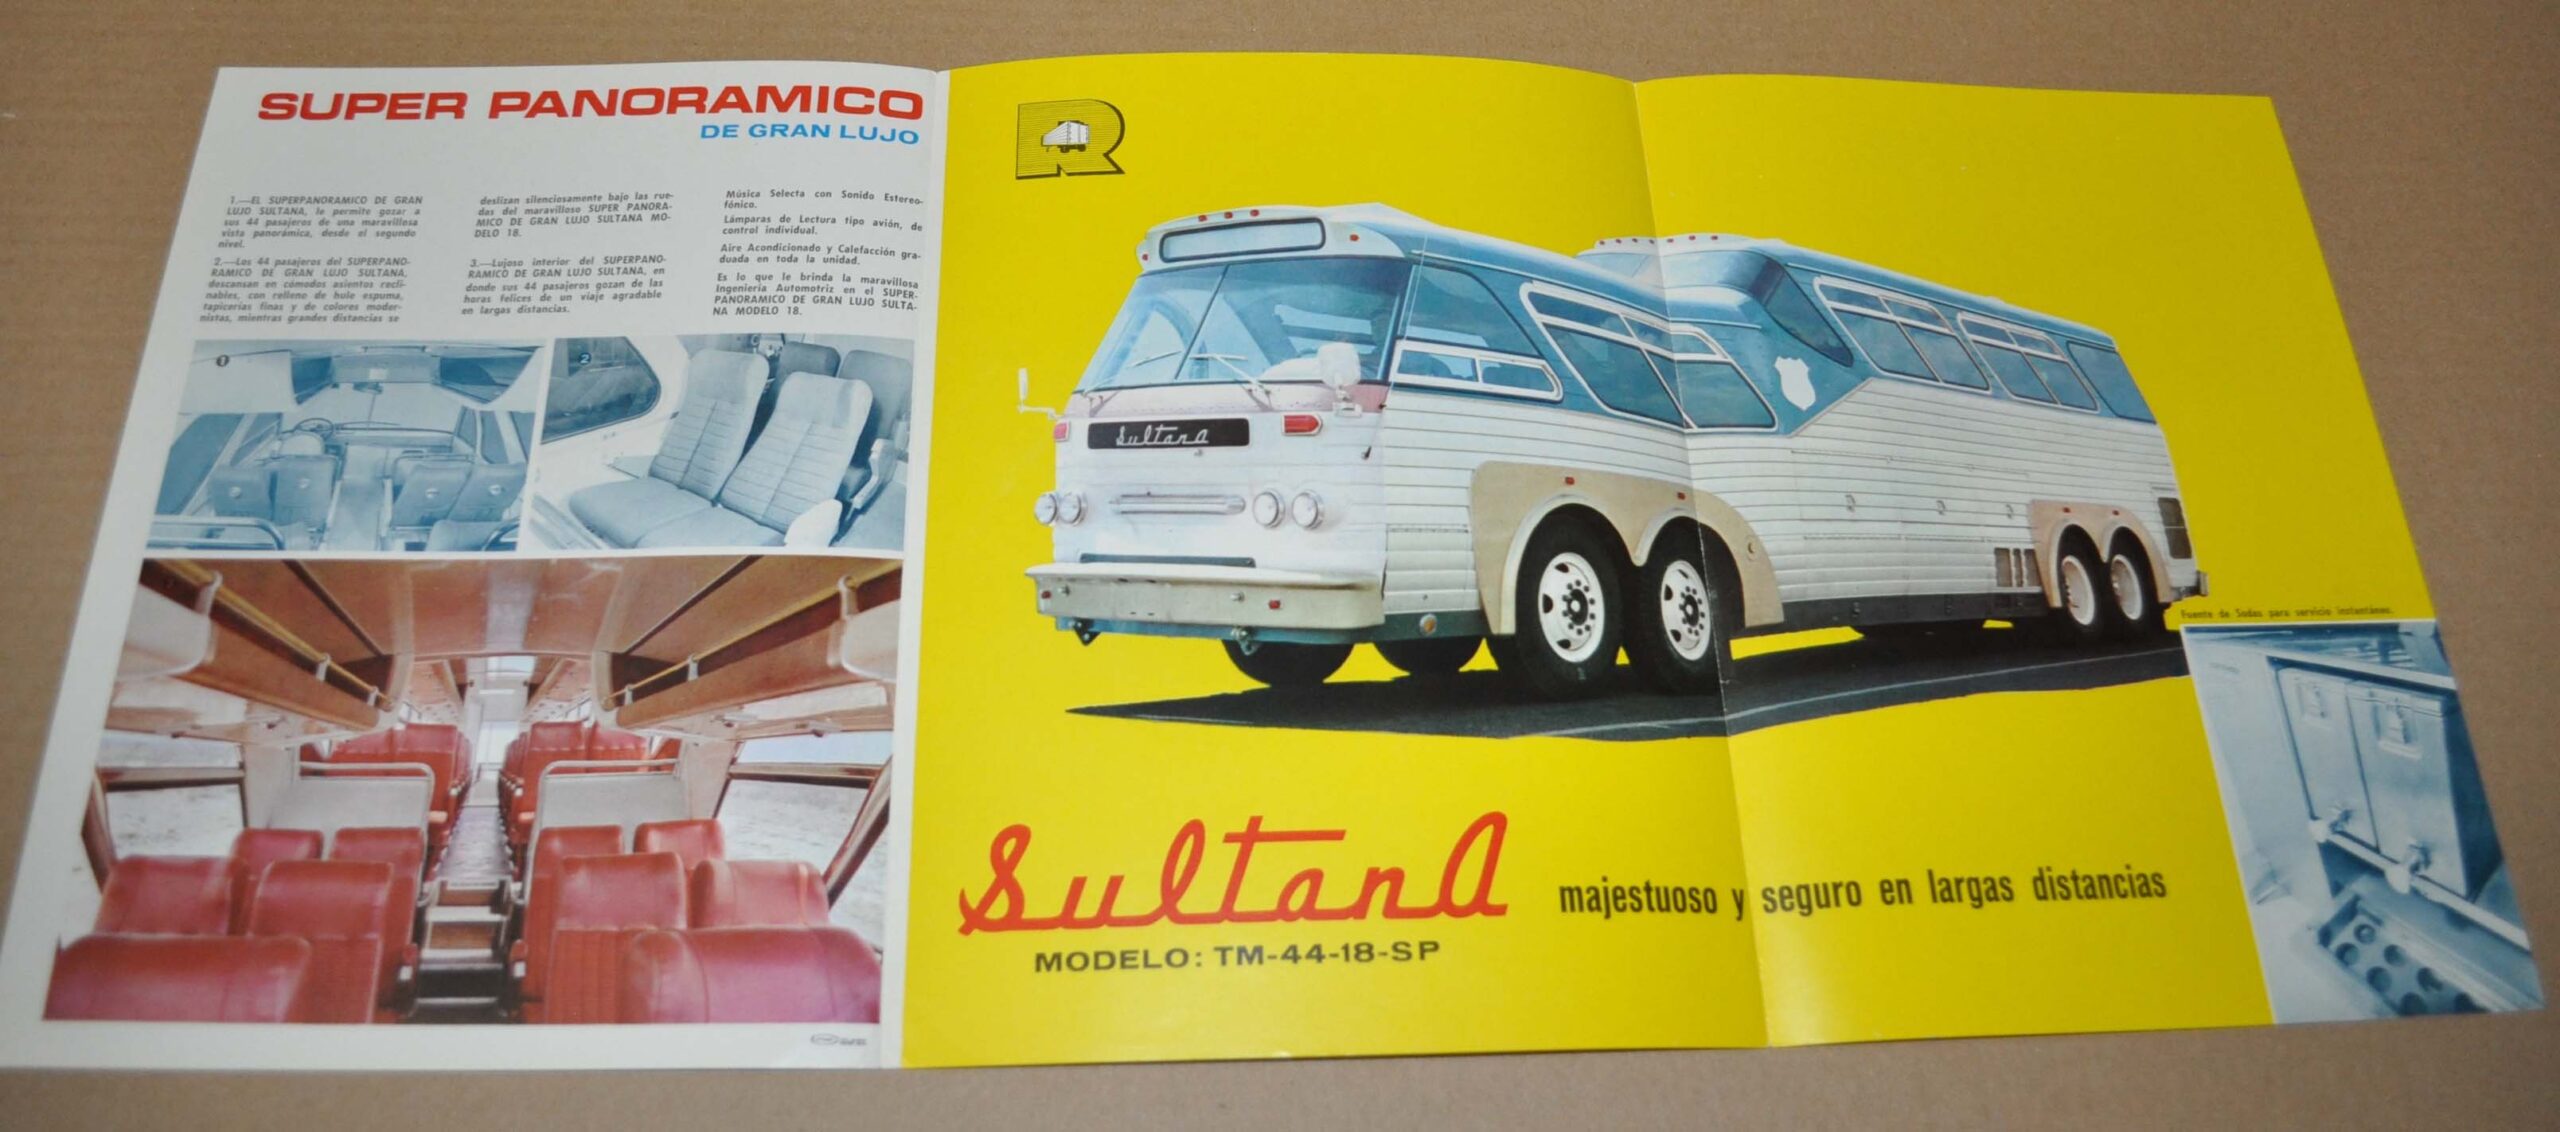 SUPER PANORAMICO
DE GRAN LUJO
1.—EL SUPERPANORAMICO DE GRAN
LUJO SULTANA, le permite gozar a
sus 44 pasajeros de una maravillosa
vista panorámica, desde el segundo
nivel.
2.—Los 44 pasajeros del SUPERPANO-
RAMICO DE GRAN LUJO SULTANA,
descansan en cómodos asientos recli-
nables, con relleno de hule espuma,
tapicerías finas y de colores moder-
nistas, mientras grandes distancias se
deslizan silenciosamente bajo las rue-
das del maravilloso SUPER PANORA-
MICO DE GRAN LUJO SULTANA MO-
DELO 18.
3.—Lujoso interior del SUPERPANO-
RAMICO DE GRAN LUJO SULTANA, en
donde sus 44 pasajeros gozan de las
horas felices de un viaje agradable
en largas distancias.
Música Selecta con Sonido Estereo-
fónico.
Lámparas de Lectura tipo avión, de
control individual.
Aire Acondicionado y Calefacción gra-
duada en toda la unidad.
Es lo que le brinda la maravillosa
Ingeniería Automotriz en el SUPER-
PANORAMICO DE GRAN LUJO SULTA-
NA MODELO 18.
1
2
R
Sultana
Fuente de Sodas para servicio instantáneo.
SultanA
majestuoso y seguro en largas distancias
MODELO: TM-44-18-SP